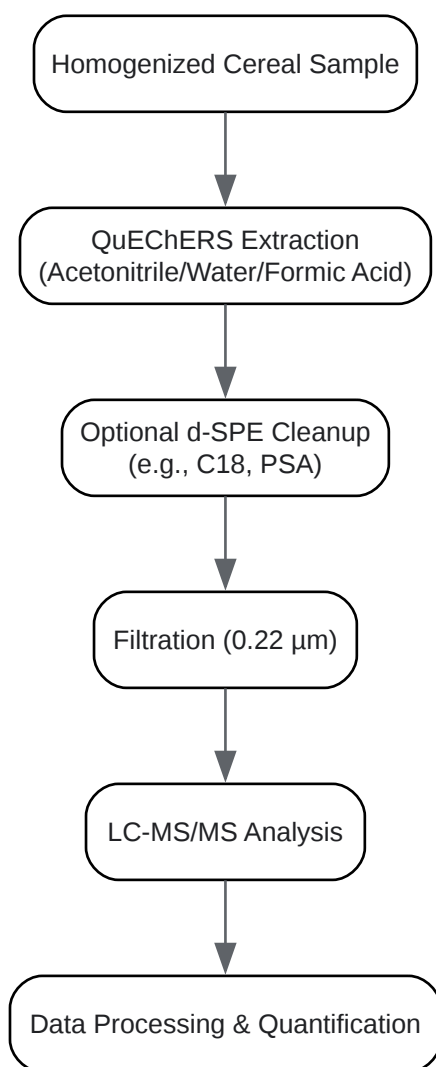 Homogenized Cereal Sample
QuEChERS Extraction
(Acetonitrile/Water/Formic Acid)
Optional d-SPE Cleanup
(e.g., C18, PSA)
Filtration (0.22 µm)
LC-MS/MS Analysis
Data Processing & Quantification